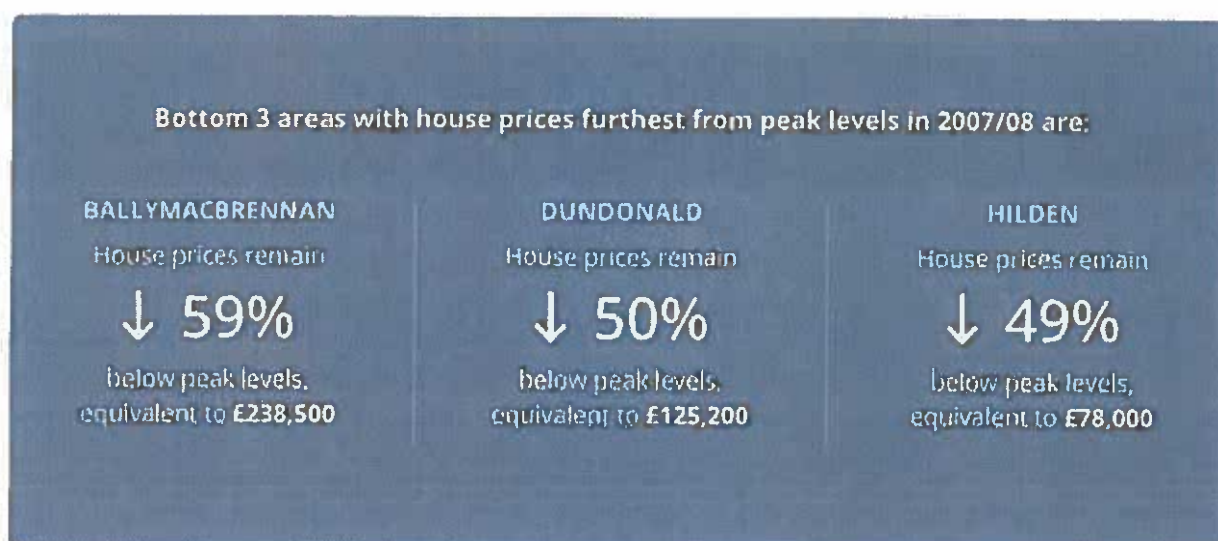 Bottom 3 areas with house prices furthest from peak levels in 2007/08 are:
BALLYMACBRENNAN
House prices remain
↓ 59%
below peak levels,
equivalent to £238,500
DUNDONALD
House prices remain
↓ 50%
below peak levels,
equivalent to £125,200
HILDEN
House prices remain
↓ 49%
below peak levels,
equivalent to £78,000